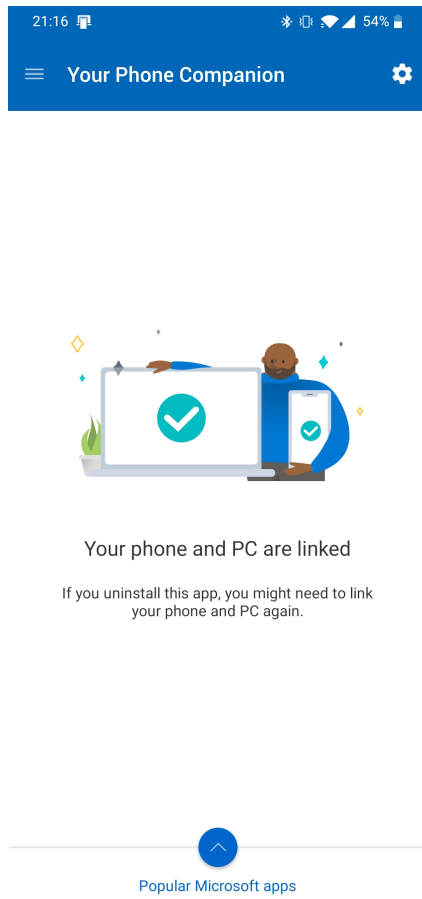 21:16 54%
Your Phone Companion
Your phone and PC are linked
If you uninstall this app, you might need to link
your phone and PC again.
Popular Microsoft apps